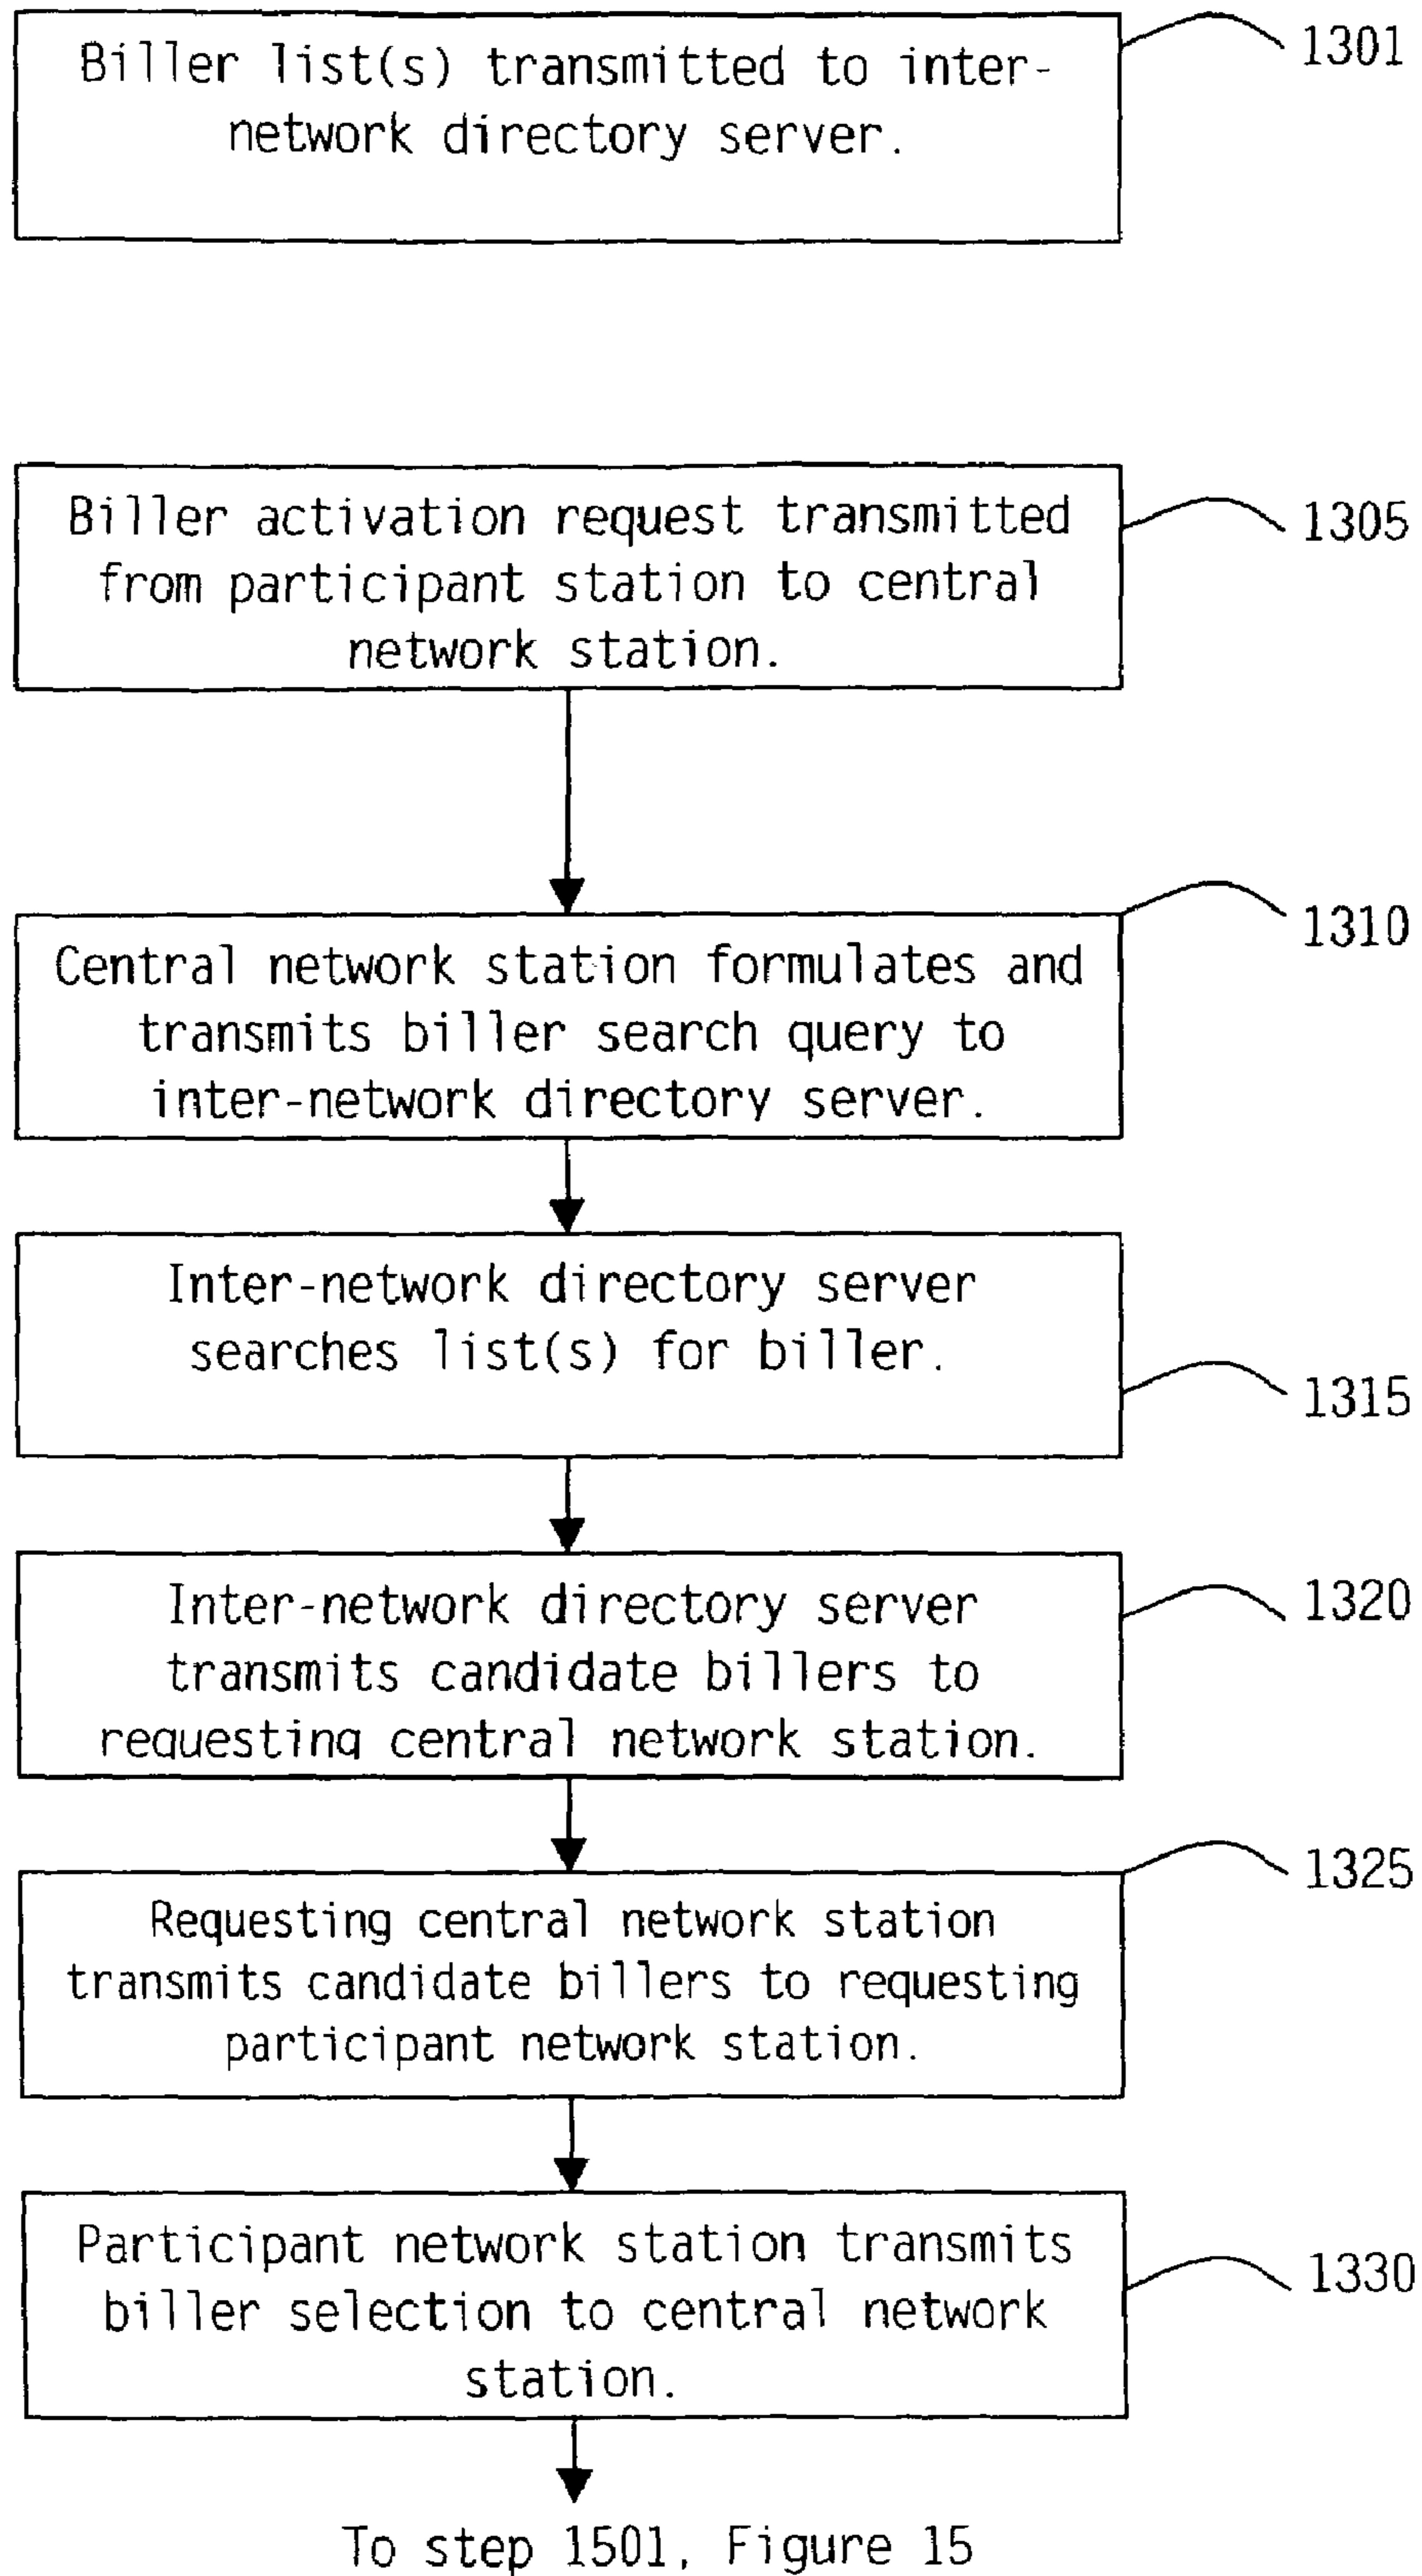 Biller list(s) transmitted to inter-
network directory server.
1301
Biller activation request transmitted
from participant station to central
network station.
1305
Central network station formulates and
transmits biller search query to
inter-network directory server.
1310
Inter-network directory server
searches list(s) for biller.
1315
Inter-network directory server
transmits candidate billers to
requesting central network station.
1320
Requesting central network station
transmits candidate billers to requesting
participant network station.
1325
Participant network station transmits
biller selection to central network
station.
1330
To step 1501, Figure 15